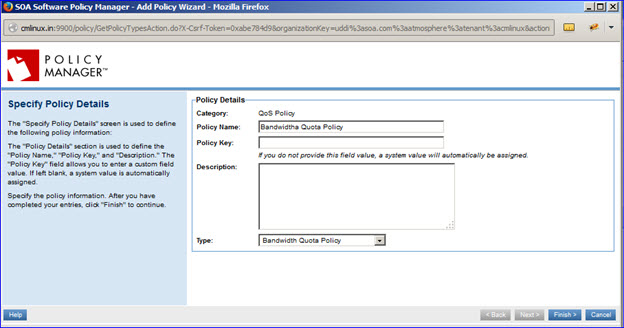 SOA Software Policy Manager - Add Policy Wizard - Mozilla Firefox
cmlinux.in:9900/policy/GetPolicyTypesAction.do?X-Csrf-Token=0xabe784d9&organizationKey=uddi%3asoa.com%3aatmosphere%3atenant%3acmlinux&action
POLICY
MANAGER™
Specify Policy Details
The "Specify Policy Details" screen is used to define
the following policy information:
The "Policy Details" section is used to define the
"Policy Name," "Policy Key," and "Description." The
"Policy Key" field allows you to enter a custom field
value. If left blank, a system value is automatically
assigned.
Specify the policy information. After you have
completed your entries, click "Finish" to continue.
Policy Details
Category: QoS Policy
Policy Name: Bandwidtha Quota Policy
Policy Key:
If you do not provide this field value, a system value will automatically be assigned.
Description:
Type: Bandwidth Quota Policy
Help < Back Next > Finish > Cancel